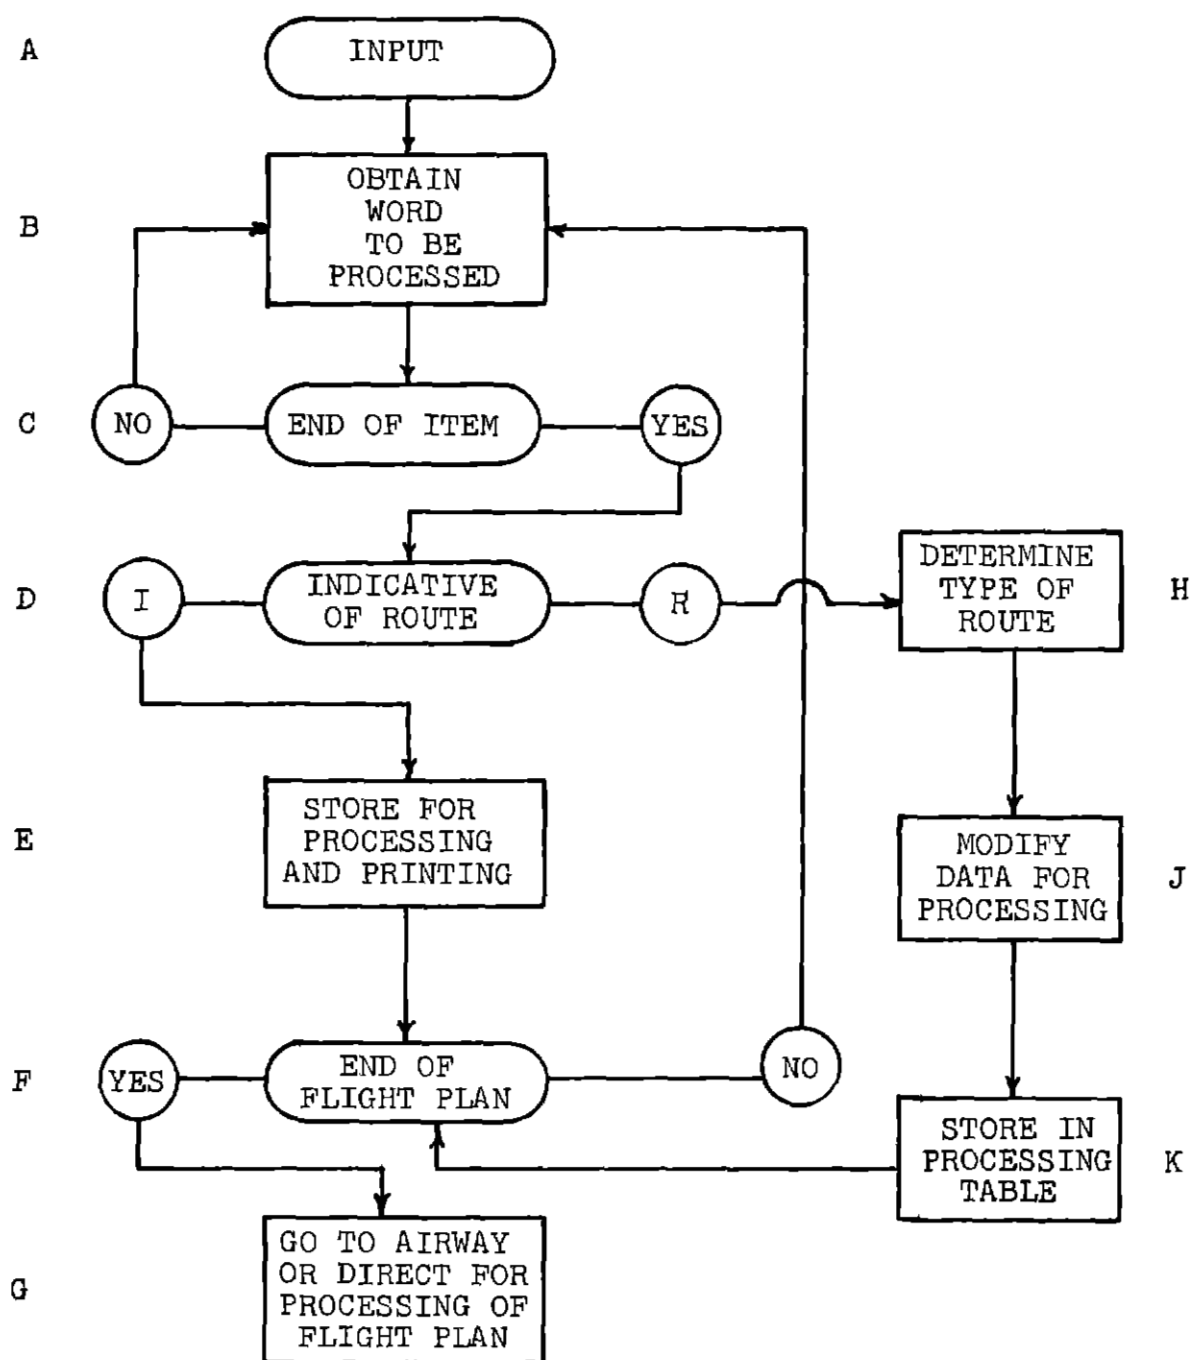 A
INPUT
B
OBTAIN
WORD
TO BE
PROCESSED
C
NO
END OF ITEM
YES
D
I
INDICATIVE
OF ROUTE
R
DETERMINE
TYPE OF
ROUTE
H
E
STORE FOR
PROCESSING
AND PRINTING
MODIFY
DATA FOR
PROCESSING
J
F
YES
END OF
FLIGHT PLAN
NO
STORE IN
PROCESSING
TABLE
K
G
GO TO AIRWAY
OR DIRECT FOR
PROCESSING OF
FLIGHT PLAN